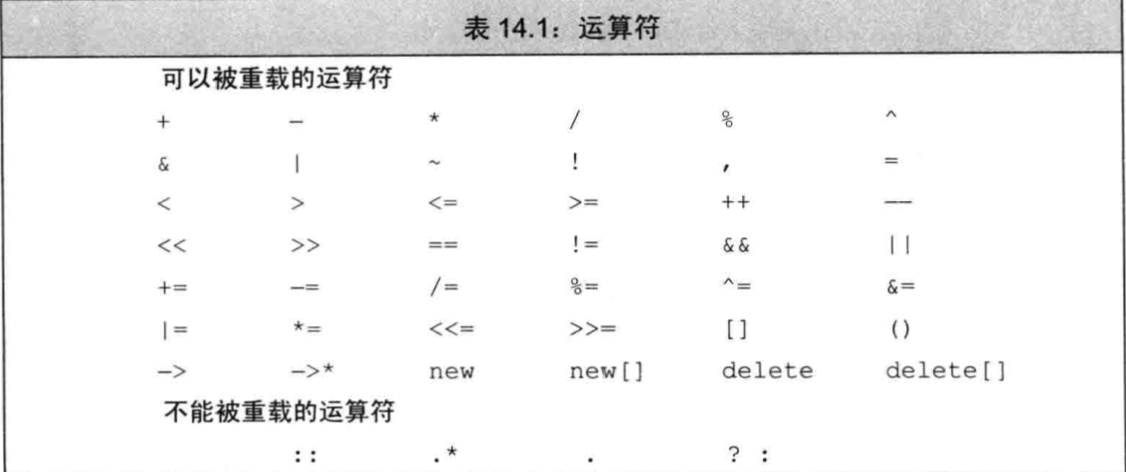 表 14.1：运算符
可以被重载的运算符
+ − * / % ^
& | ~ ! , =
< > <= >= ++ −−
<< >> == != && ||
+= −= /= %= ^= &=
|= *= <<= >>= [] ()
−> −>* new new[] delete delete[]
不能被重载的运算符
:: .* . ? :